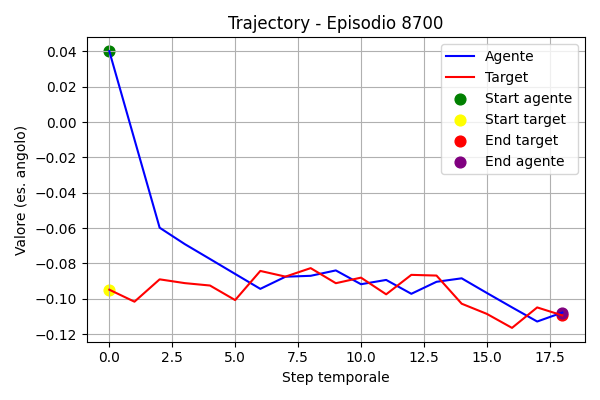 Trajectory - Episodio 8700
Valore (es. angolo)
0.04
0.02
0.00
−0.02
−0.04
−0.06
−0.08
−0.10
−0.12
Agente
Target
Start agente
Start target
End target
End agente
0.0 2.5 5.0 7.5 10.0 12.5 15.0 17.5
Step temporale